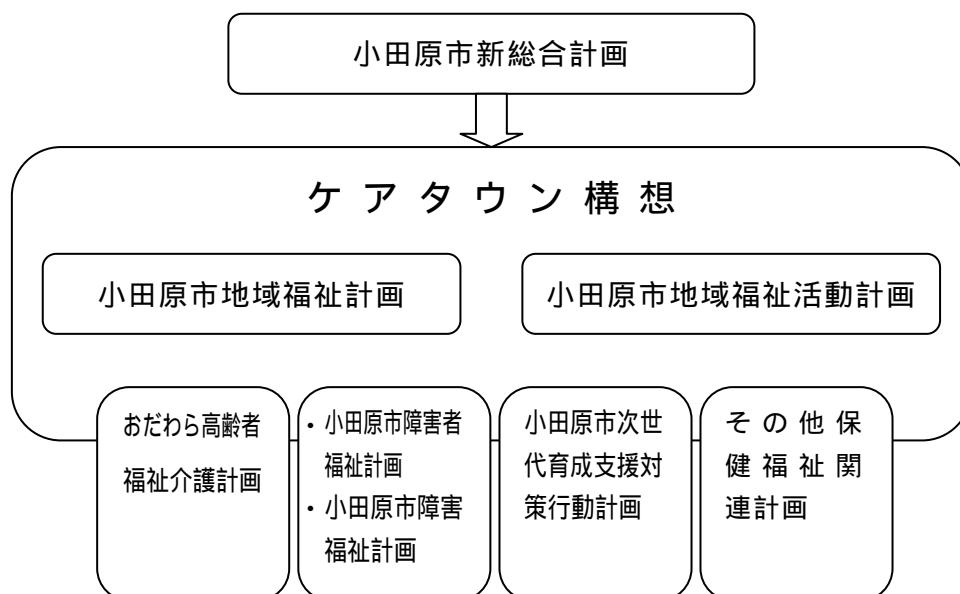 小田原市新総合計画
ケアタウン構想
小田原市地域福祉計画
小田原市地域福祉活動計画
おだわら高齢者
福祉介護計画
・小田原市障害者
福祉計画
・小田原市障害
福祉計画
小田原市次世
代育成支援対
策行動計画
その他保
健福祉関
連計画